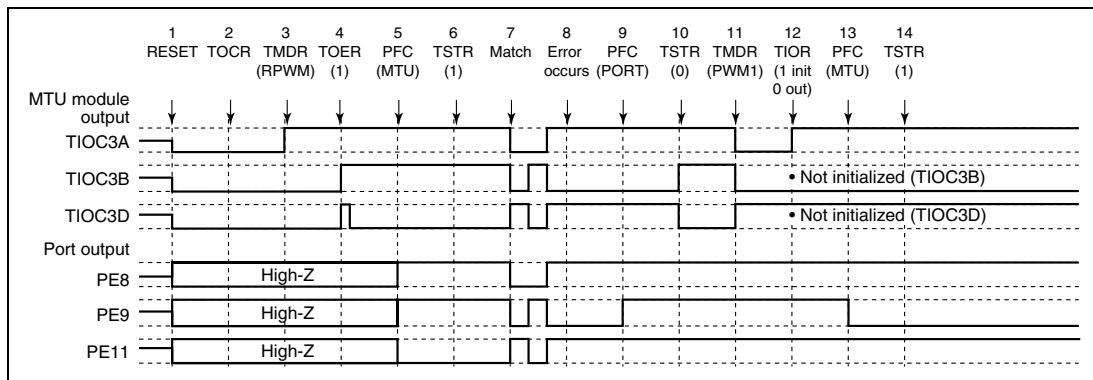 1 2 3 4 5 6 7 8 9 10 11 12 13 14
RESET TOCR TMDR TOER PFC TSTR Match Error PFC TSTR TMDR TIOR PFC TSTR
(RPWM) (1) (MTU) (1) occurs (PORT) (0) (PWM1) (1 init (MTU) (1)
0 out)
MTU module
output
TIOC3A
TIOC3B • Not initialized (TIOC3B)
TIOC3D • Not initialized (TIOC3D)
Port output
PE8 High-Z
PE9 High-Z
PE11 High-Z